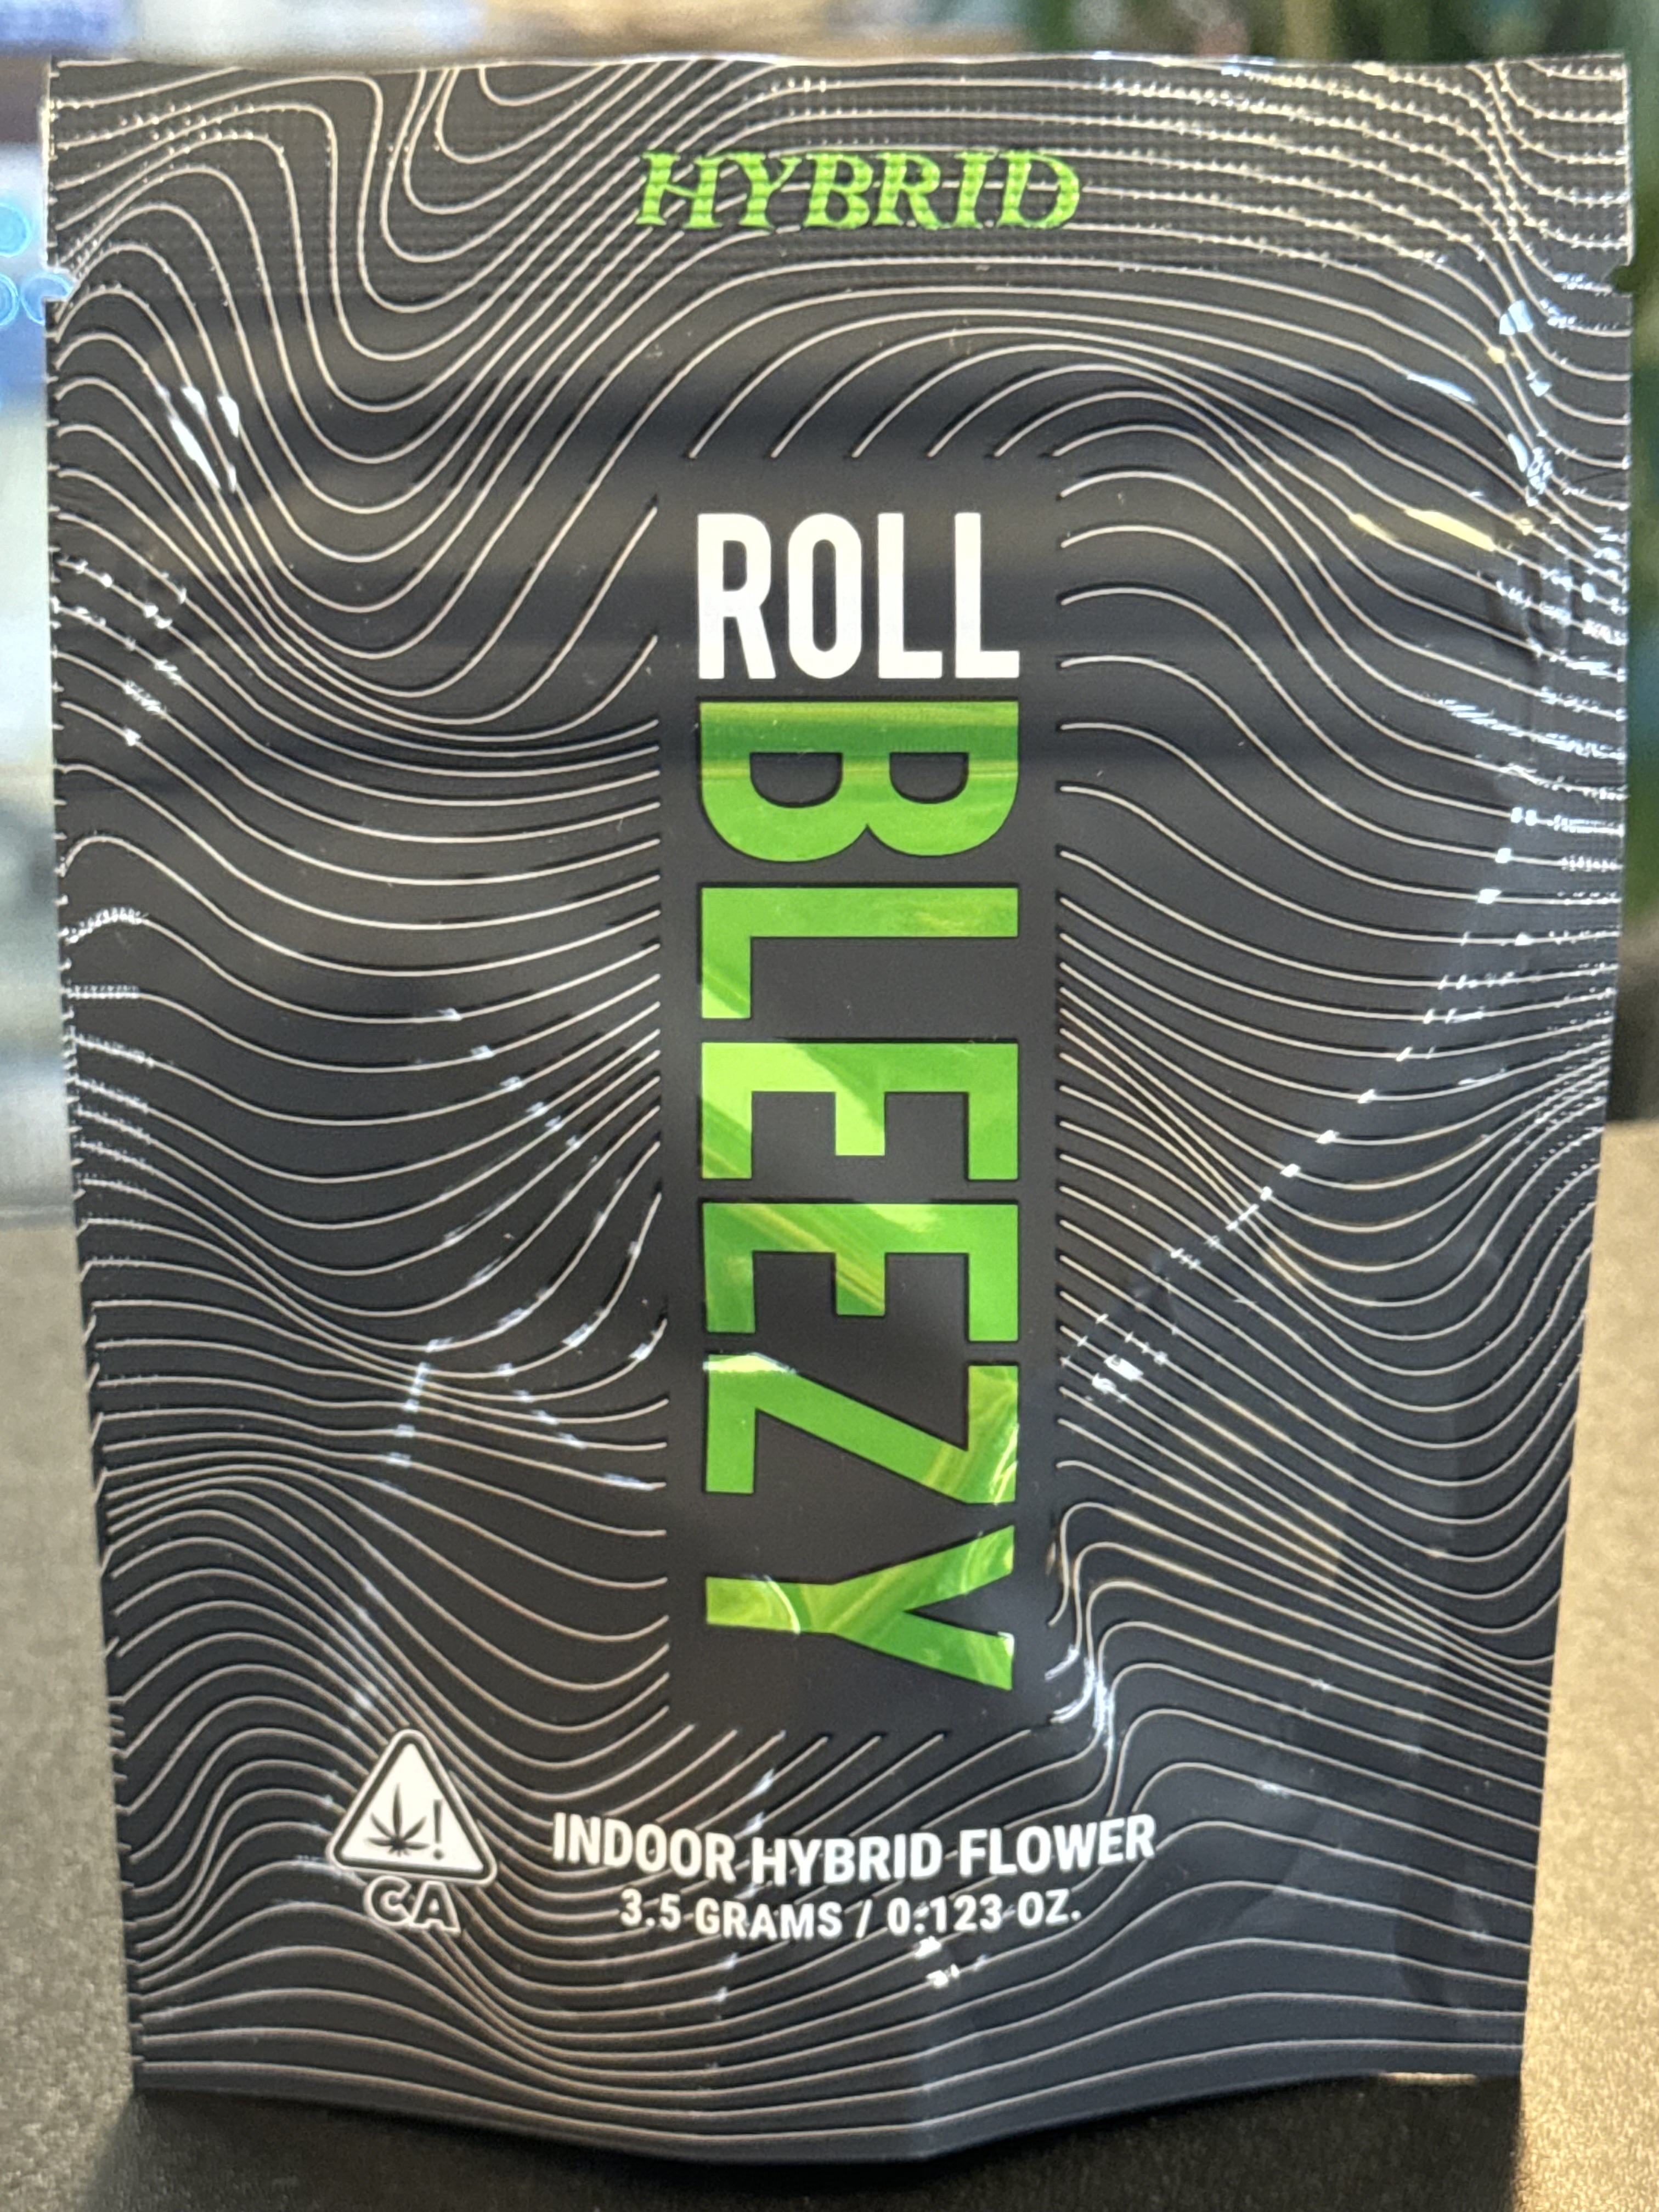 HYBRID
ROLL
BLEEZY
CA
INDOOR HYBRID FLOWER
3.5 GRAMS / 0.123 OZ.